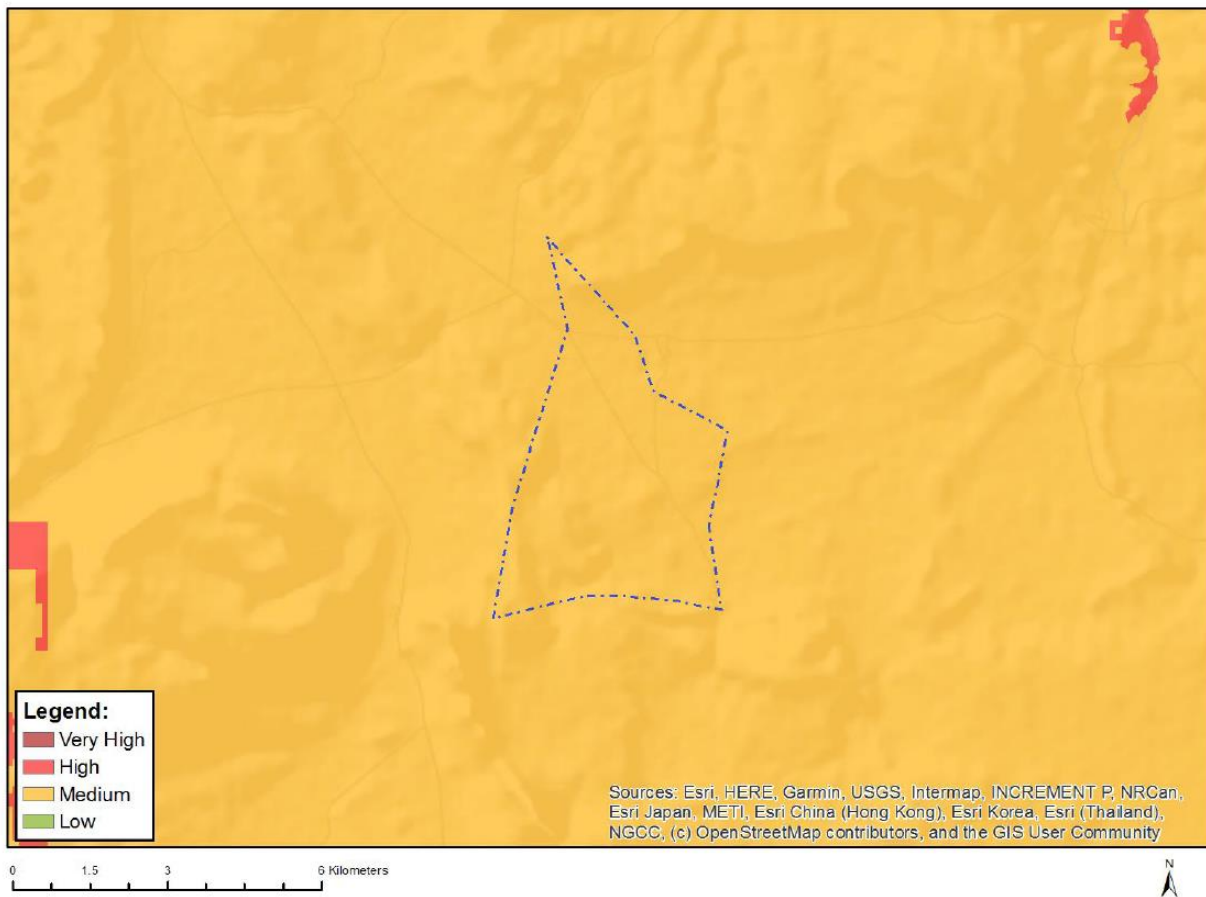 Legend:
Very High
High
Medium
Low
Sources: Esri, HERE, Garmin, USGS, Intermap, INCREMENT P, NRCan,
Esri Japan, METI, Esri China (Hong Kong), Esri Korea, Esri (Thailand),
NGCC, (c) OpenStreetMap contributors, and the GIS User Community
0 1.5 3 6 Kilometers
N